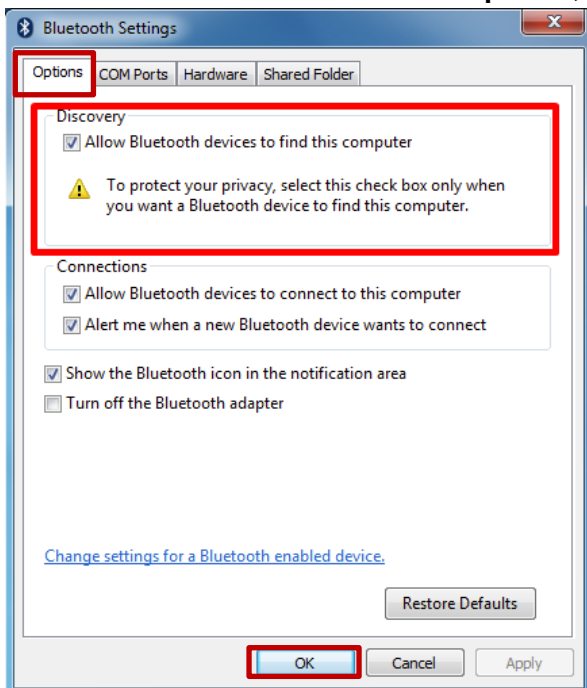 Bluetooth Settings
Options COM Ports Hardware Shared Folder
Discovery
Allow Bluetooth devices to find this computer
To protect your privacy, select this check box only when
you want a Bluetooth device to find this computer.
Connections
Allow Bluetooth devices to connect to this computer
Alert me when a new Bluetooth device wants to connect
Show the Bluetooth icon in the notification area
Turn off the Bluetooth adapter
Change settings for a Bluetooth enabled device.
Restore Defaults
OK Cancel Apply